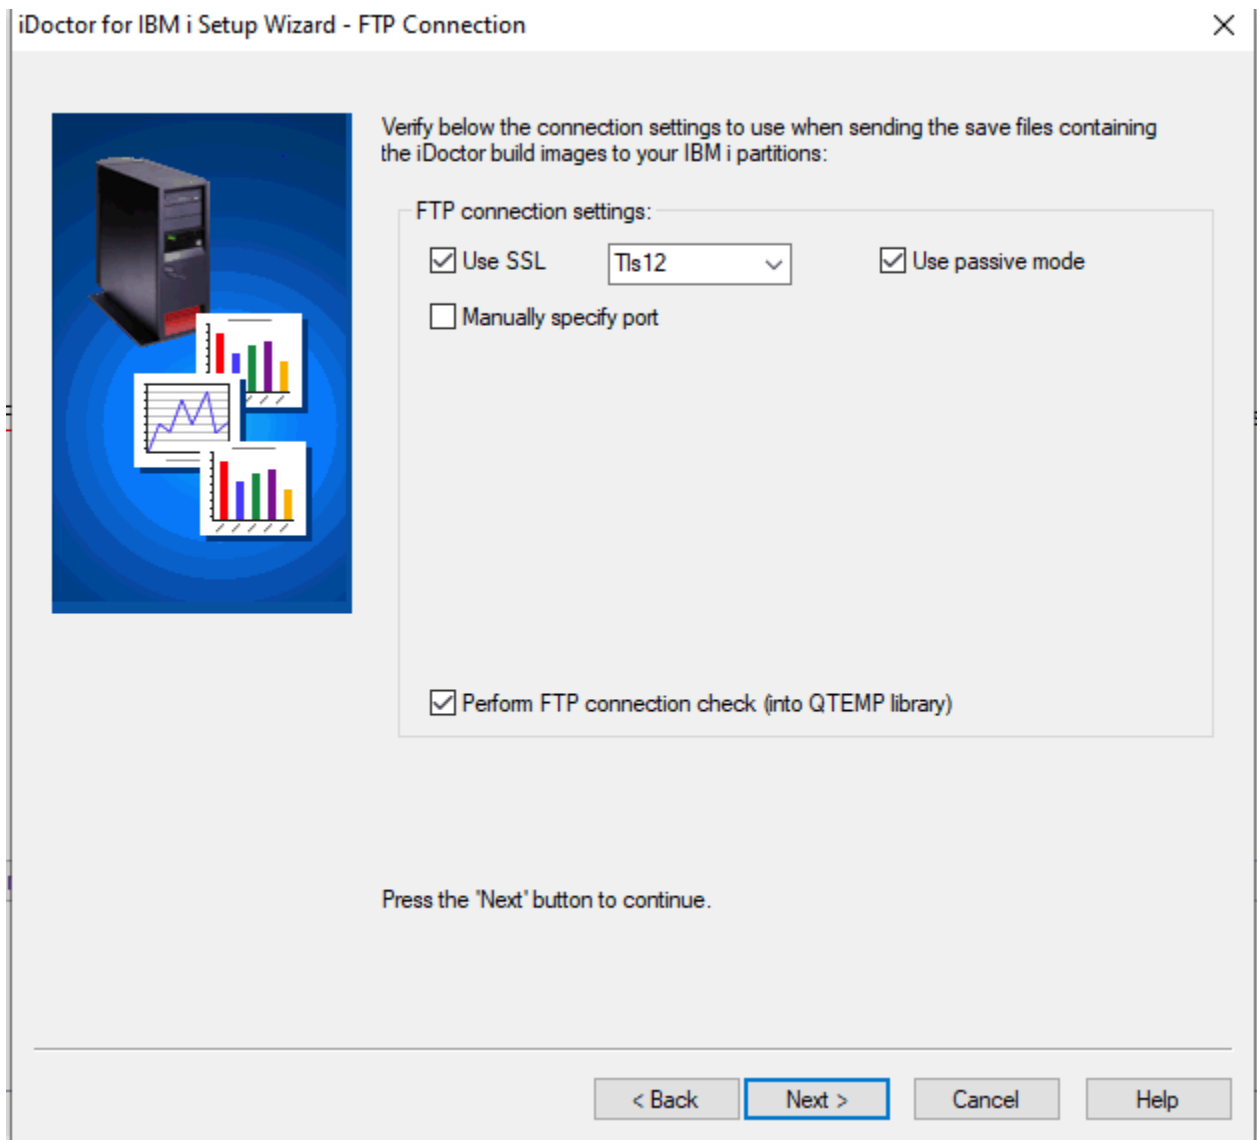 iDoctor for IBM i Setup Wizard - FTP Connection
Verify below the connection settings to use when sending the save files containing
the iDoctor build images to your IBM i partitions:
FTP connection settings:
Use SSL
Tls12
Use passive mode
Manually specify port
Perform FTP connection check (into QTEMP library)
Press the "Next" button to continue.
< Back
Next >
Cancel
Help